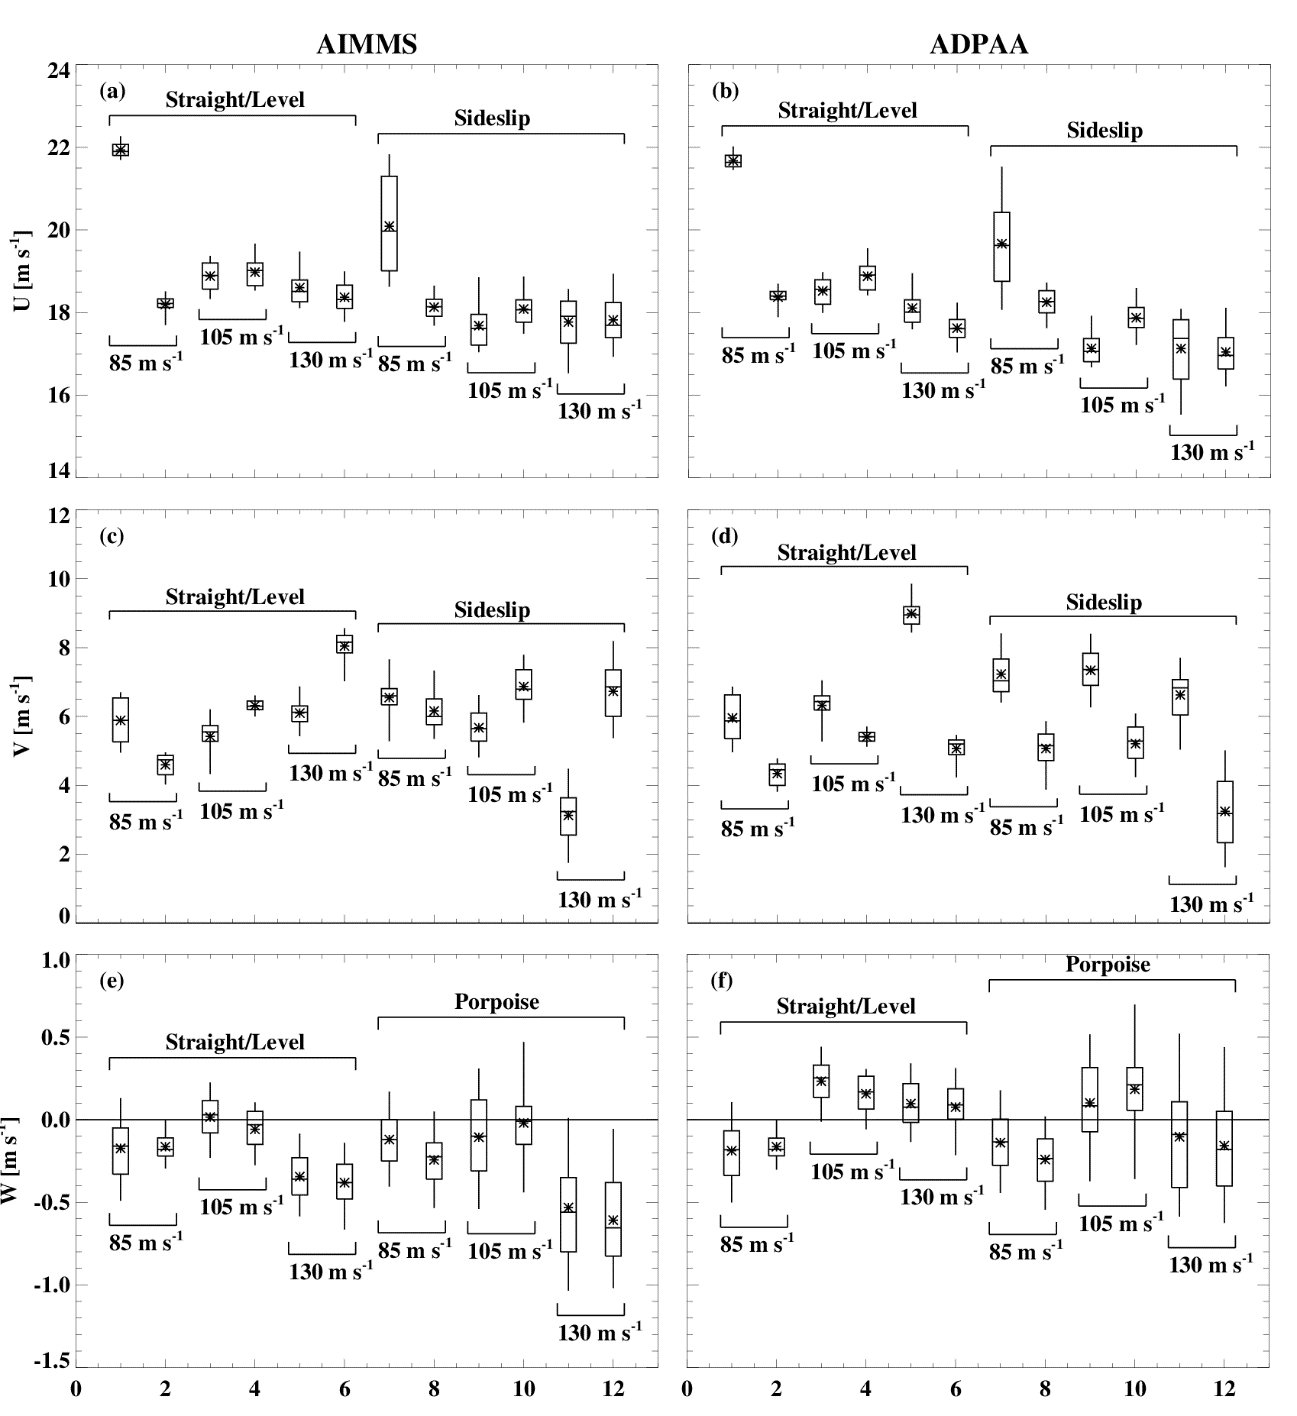 AIMMS ADPAA
24 (a) Straight/Level Sideslip (b) Straight/Level Sideslip
22
20
U [m s-1]
18
85 m s-1 105 m s-1 130 m s-1 85 m s-1 105 m s-1 130 m s-1
85 m s-1 105 m s-1 130 m s-1 85 m s-1 105 m s-1 130 m s-1
16
14
12 (c) Straight/Level Sideslip (d) Straight/Level Sideslip
10
8
V [m s-1]
6
4
85 m s-1 105 m s-1 130 m s-1 85 m s-1 105 m s-1 130 m s-1
85 m s-1 105 m s-1 130 m s-1 85 m s-1 105 m s-1 130 m s-1
2
0
1.0 (e) Straight/Level Porpoise (f) Straight/Level Porpoise
0.5
0.0
W [m s-1]
-0.5
85 m s-1 105 m s-1 130 m s-1 85 m s-1 105 m s-1 130 m s-1
85 m s-1 105 m s-1 130 m s-1 85 m s-1 105 m s-1 130 m s-1
-1.0
-1.5
0 2 4 6 8 10 12 0 2 4 6 8 10 12